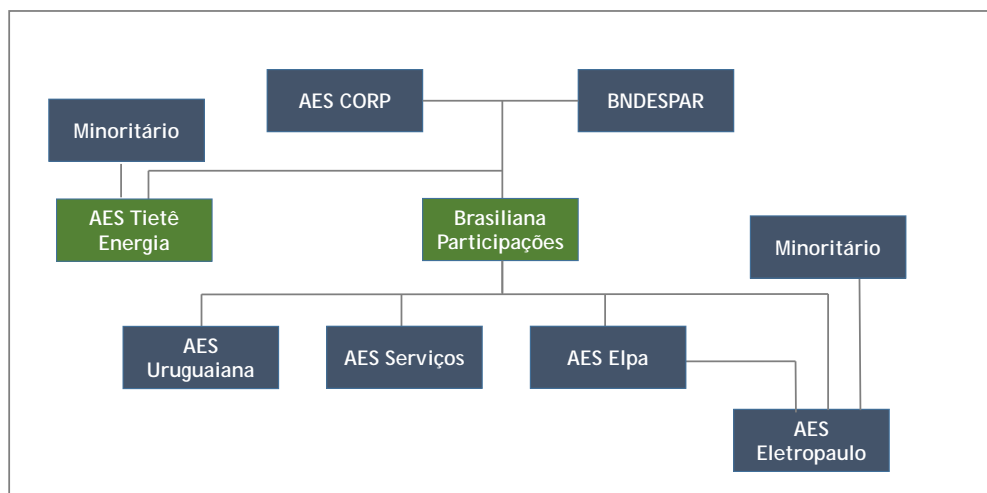 AES CORP
BNDESPAR
Minoritário
AES Tietê
Energia
Brasiliana
Participações
Minoritário
AES
Uruguaiana
AES Serviços
AES Elpa
AES
Eletropaulo